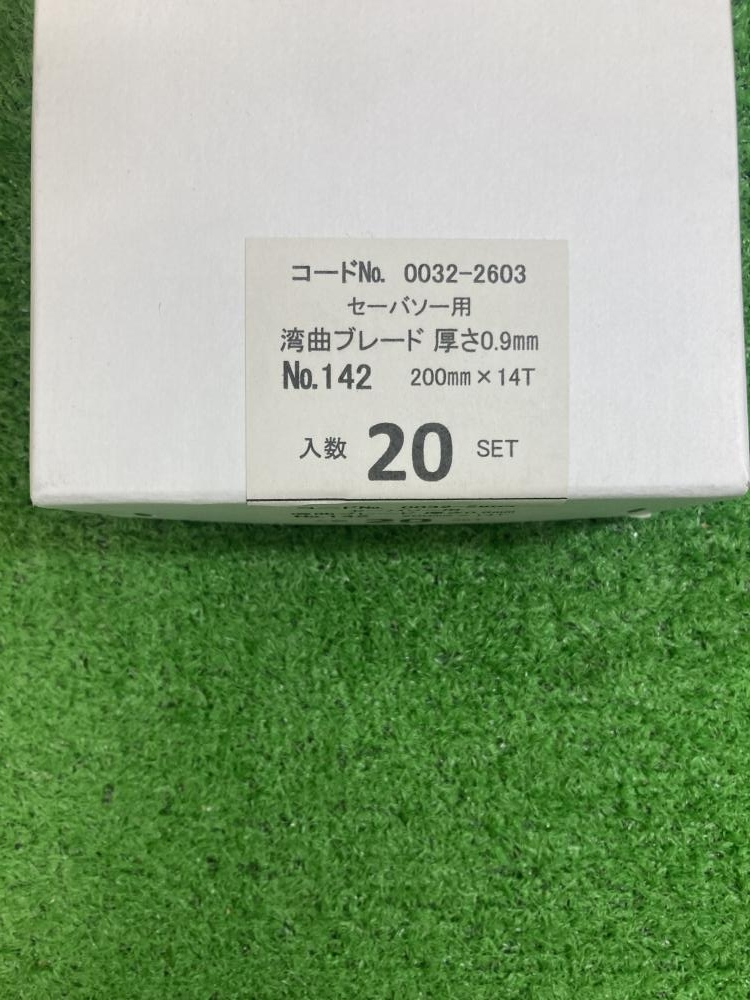 コードNo. 0032-2603
セーバソー用
湾曲ブレード 厚さ0.9mm
No.142 200mm×14T
入数 20 SET